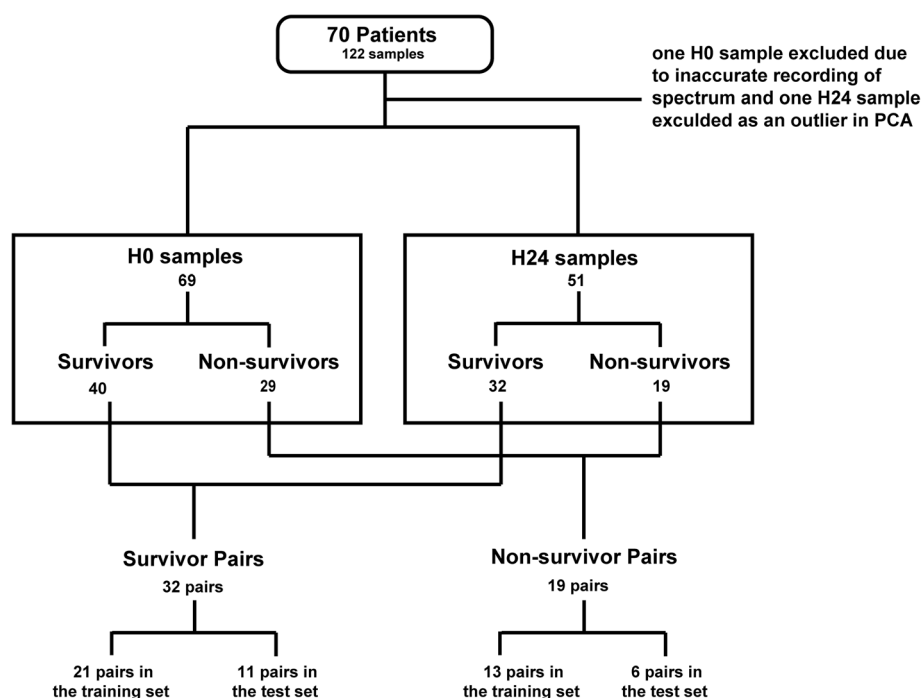 70 Patients
122 samples
one H0 sample excluded due
to inaccurate recording of
spectrum and one H24 sample
exculded as an outlier in PCA
H0 samples
69
Survivors
40
Non-survivors
29
H24 samples
51
Survivors
32
Non-survivors
19
Survivor Pairs
32 pairs
Non-survivor Pairs
19 pairs
21 pairs in
the training set
11 pairs in
the test set
13 pairs in
the training set
6 pairs in
the test set